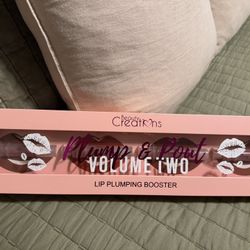 Beauty
Creations
Plump & Pout
VOLUME TWO
LIP PLUMPING BOOSTER